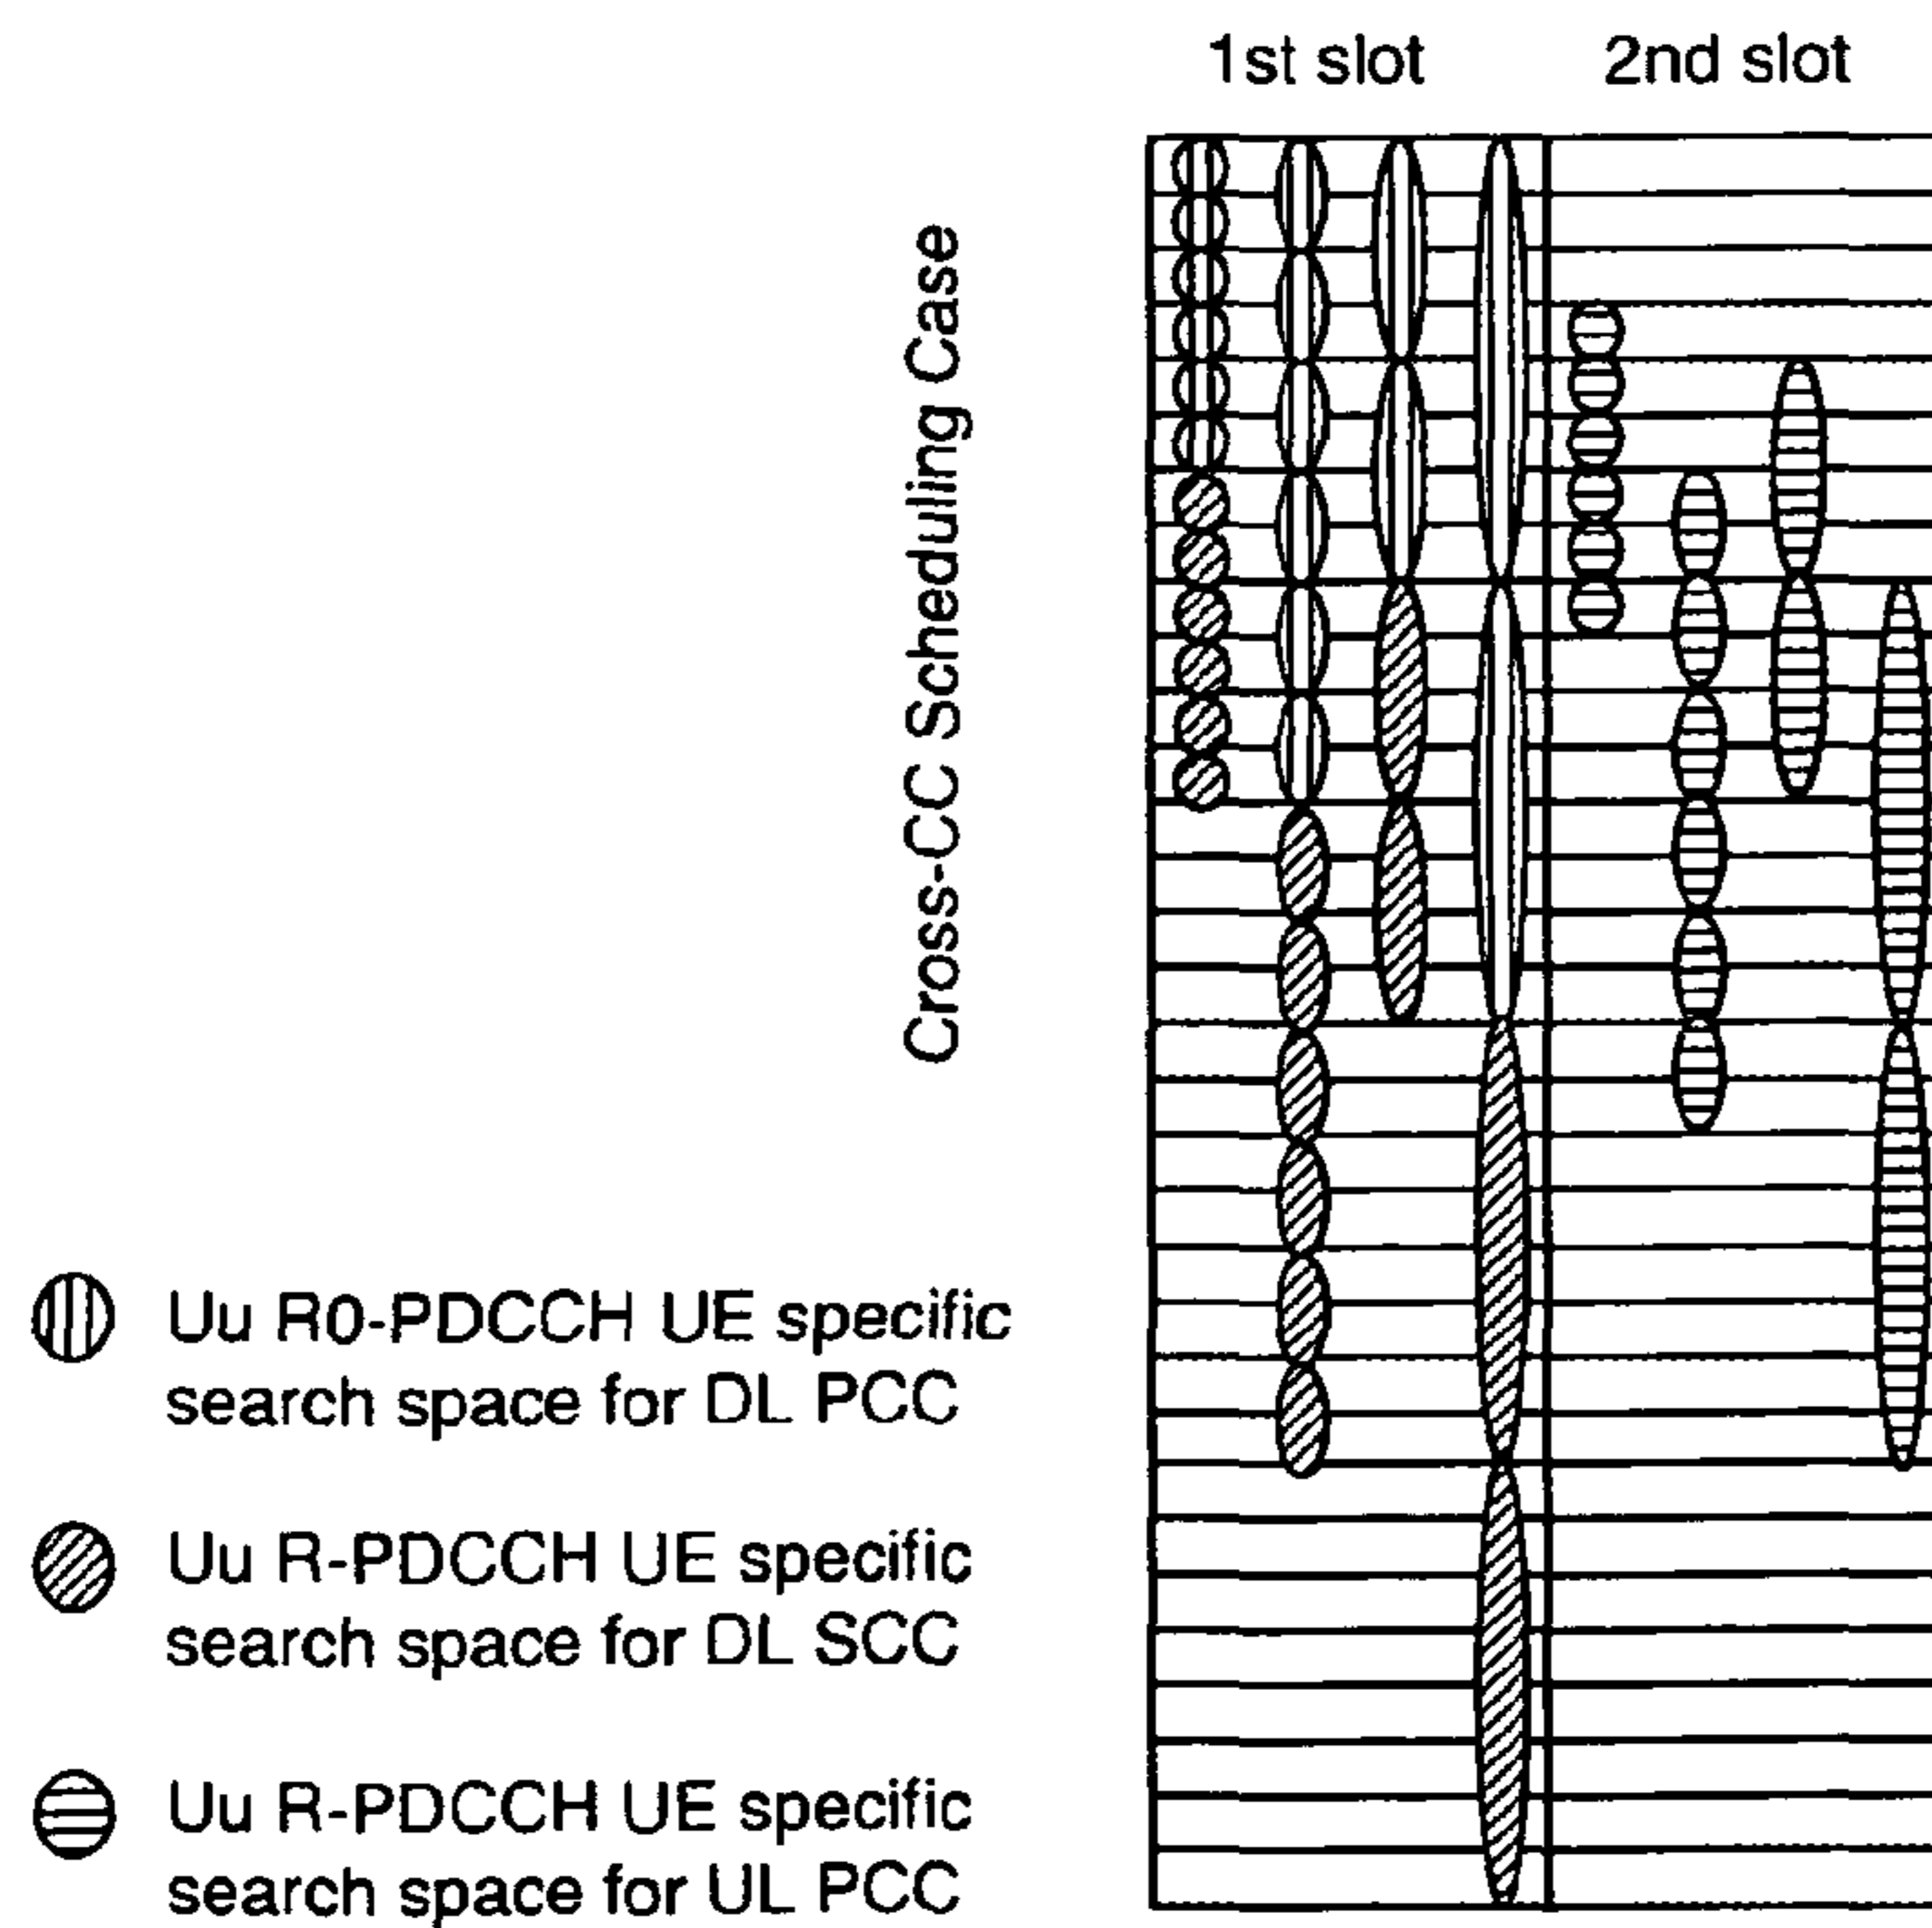 1st slot
2nd slot
Cross-CC Scheduling Case
Uu R0-PDCCH UE specific
search space for DL PCC
Uu R-PDCCH UE specific
search space for DL SCC
Uu R-PDCCH UE specific
search space for UL PCC